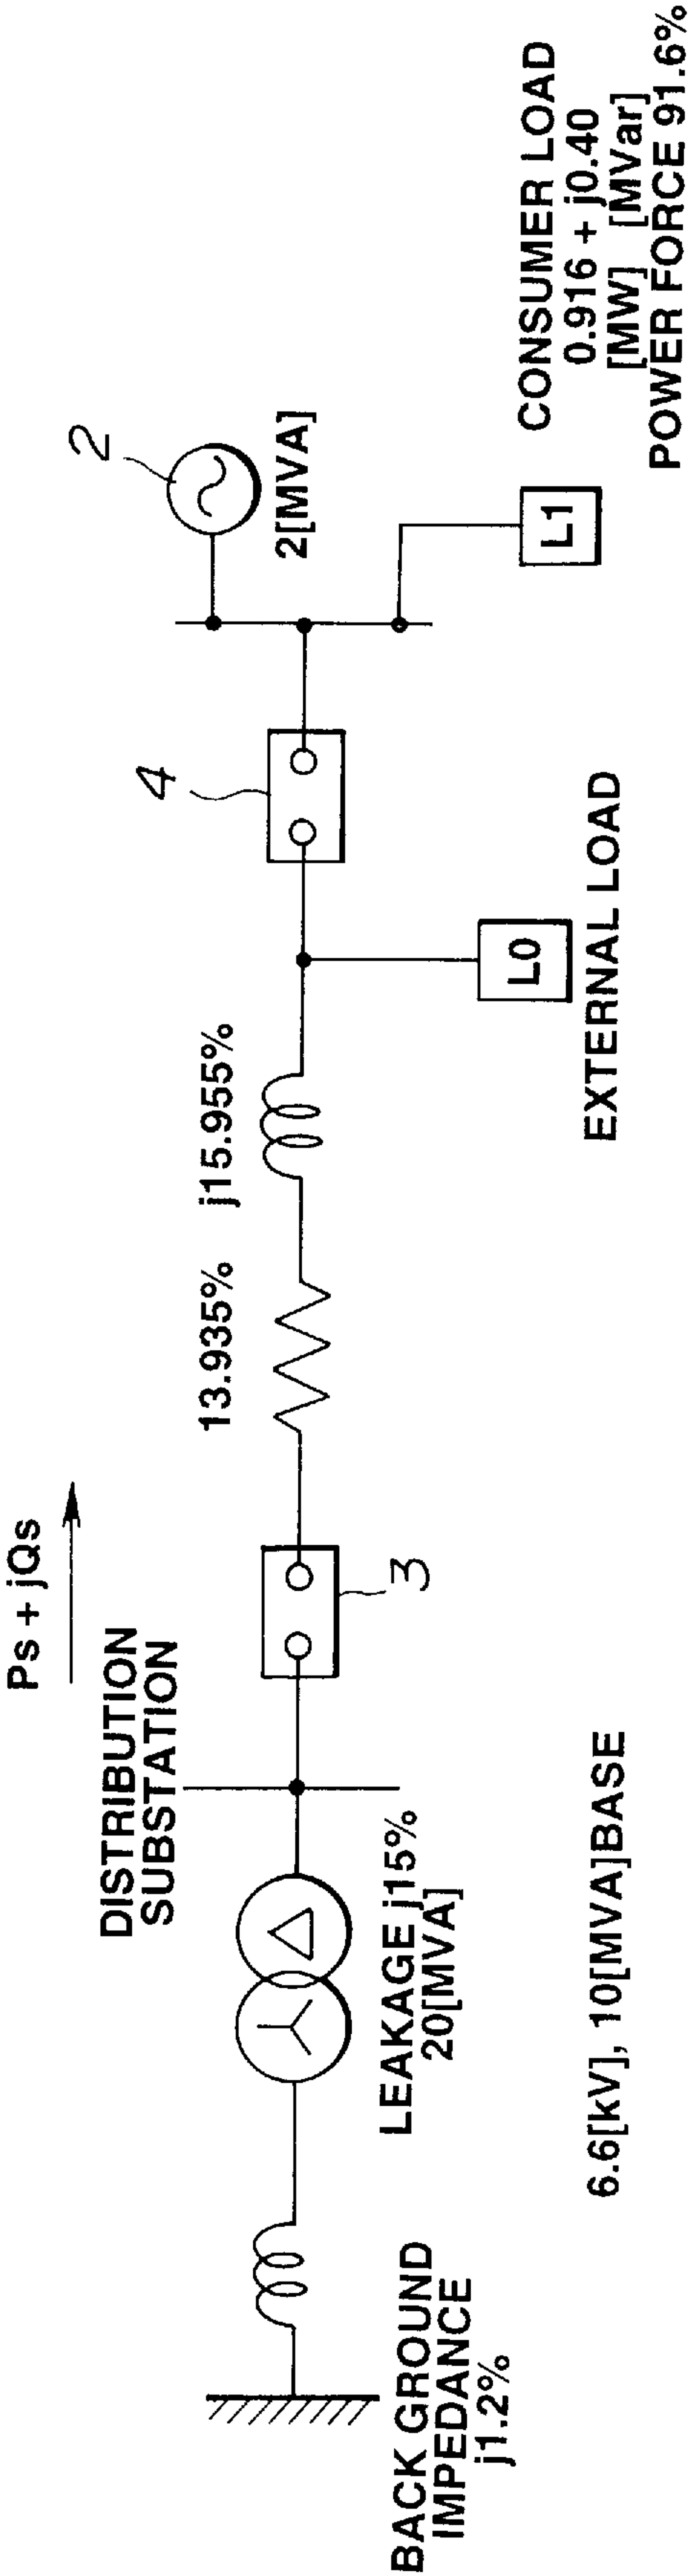 Ps + jQs
DISTRIBUTION
SUBSTATION
BACK GROUND
IMPEDANCE
j1.2%
LEAKAGE j15%
20[MVA]
3
13.935%
j15.955%
L0
EXTERNAL LOAD
4
2
2[MVA]
L1
CONSUMER LOAD
0.916 + j0.40
[MW] [MVar]
POWER FORCE 91.6%
6.6[kV], 10[MVA]BASE